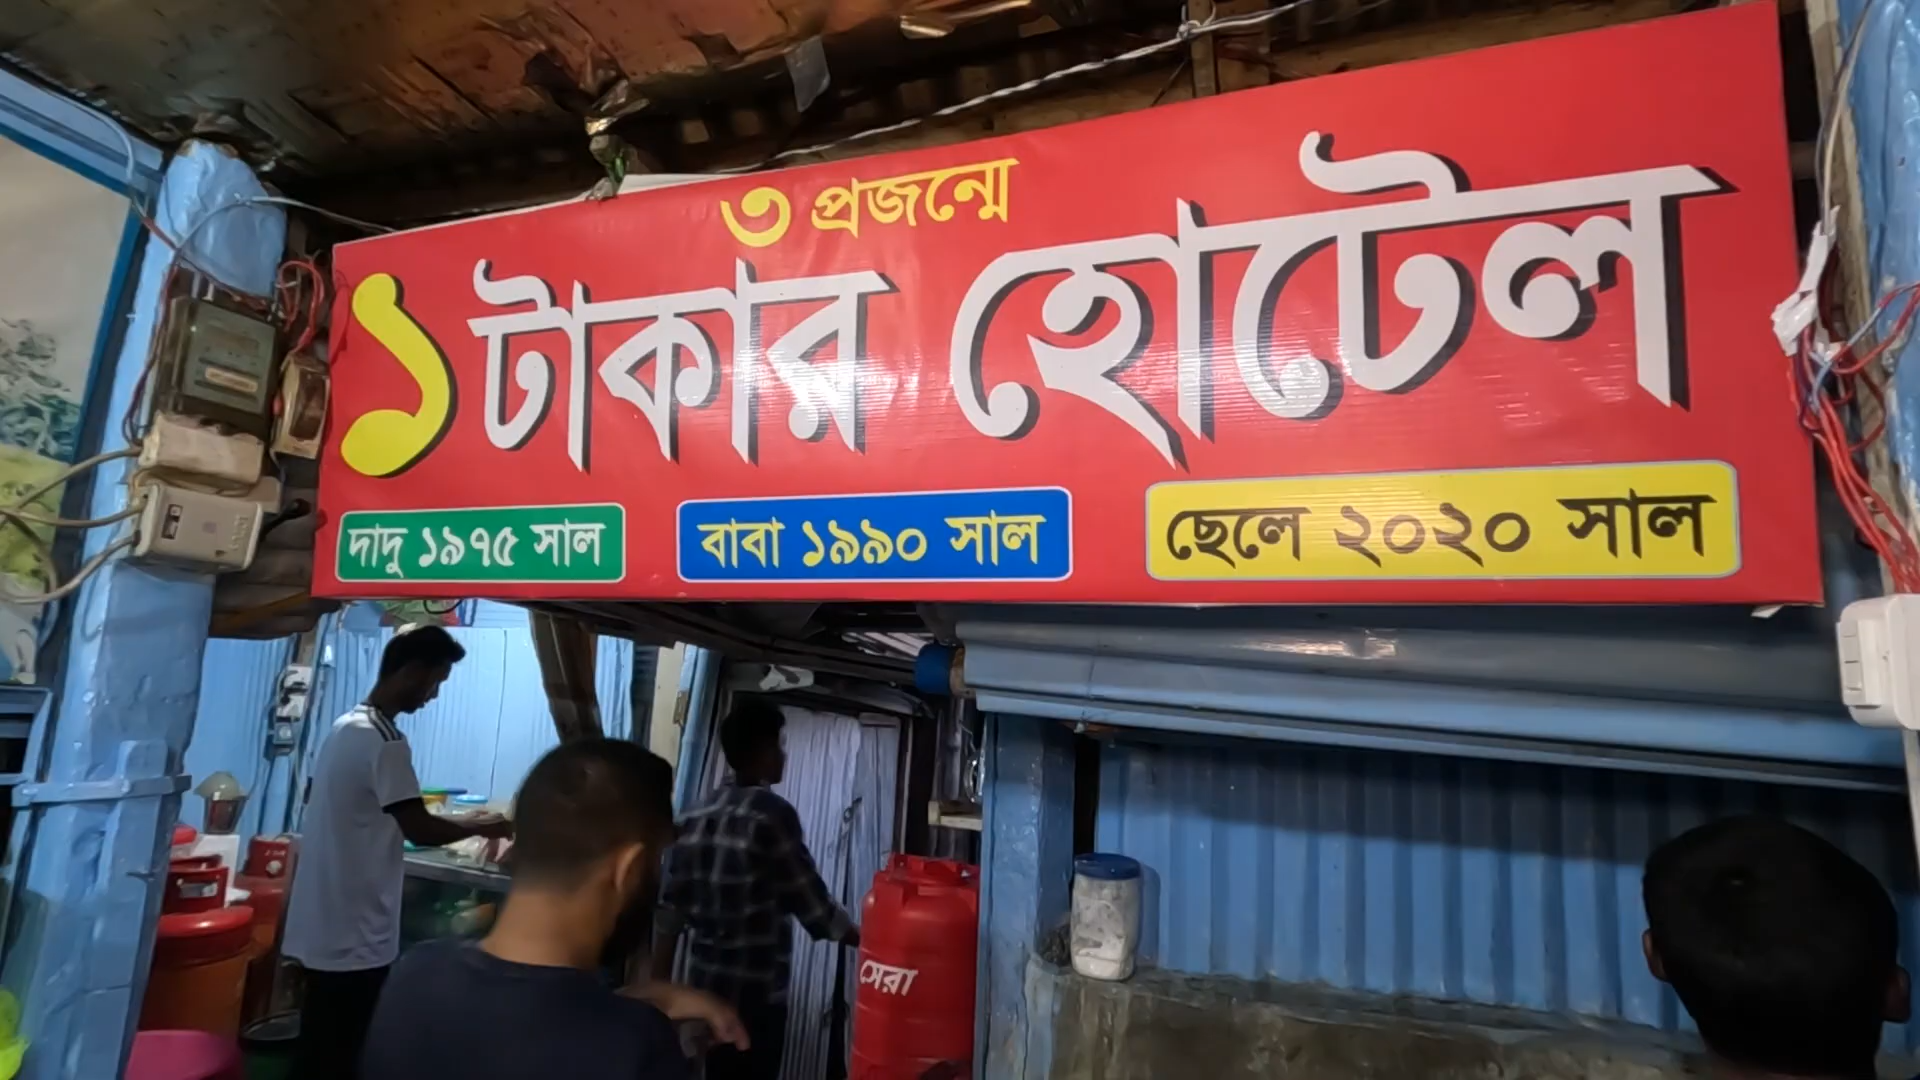 ৩ প্রজন্মে
১ টাকার হোটেল
দাদু ১৯৭৫ সাল
বাবা ১৯৯০ সাল
ছেলে ২০২০ সাল
সেরা